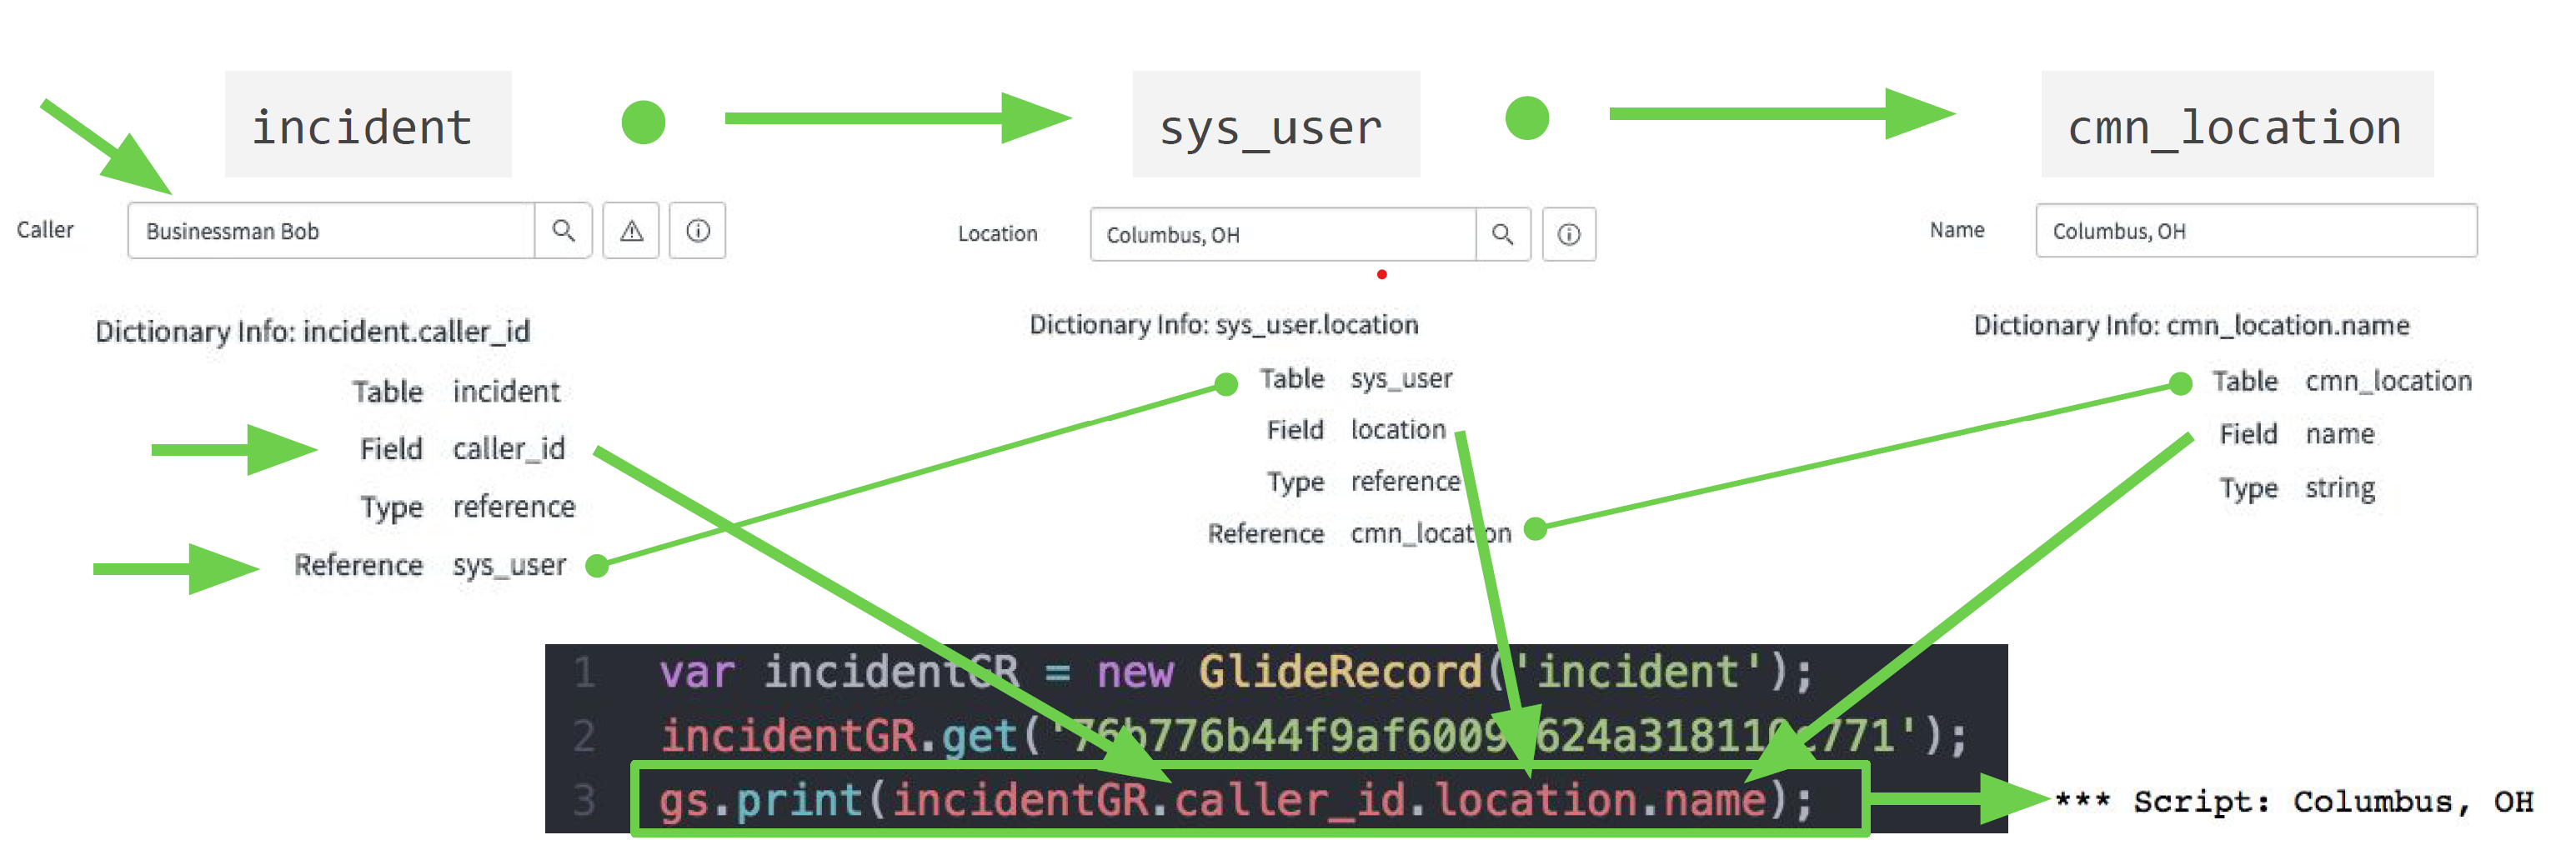 incident
sys_user
cmn_location
Caller
Businessman Bob
Location
Columbus, OH
Name
Columbus, OH
Dictionary Info: incident.caller_id
Table incident
Field caller_id
Type reference
Reference sys_user
Dictionary Info: sys_user.location
Table sys_user
Field location
Type reference
Reference cmn_location
Dictionary Info: cmn_location.name
Table cmn_location
Field name
Type string
1 var incidentGR = new GlideRecord('incident');
2 incidentGR.get(
3 gs.print(incidentGR.caller_id.location.name);
*** Script: Columbus, OH